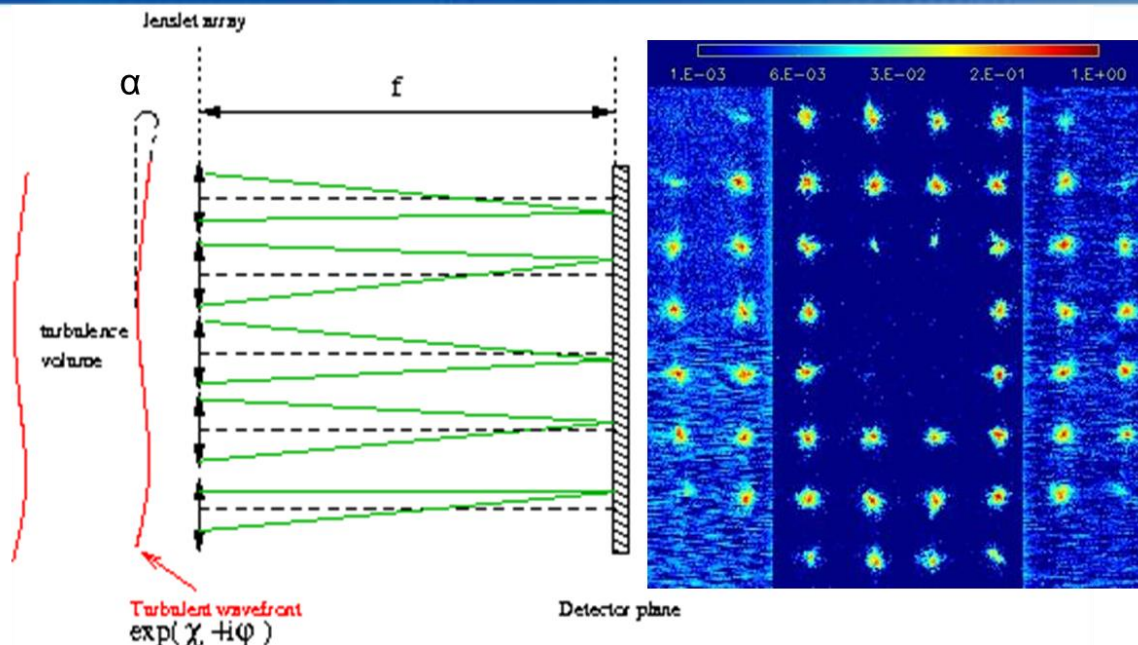 lenslet array
α
f
1.E-03 6.E-03 3.E-02 2.E-01 1.E+00
turbulence
volume
Turbulent wavefront
exp( χ +iφ )
Detector plane